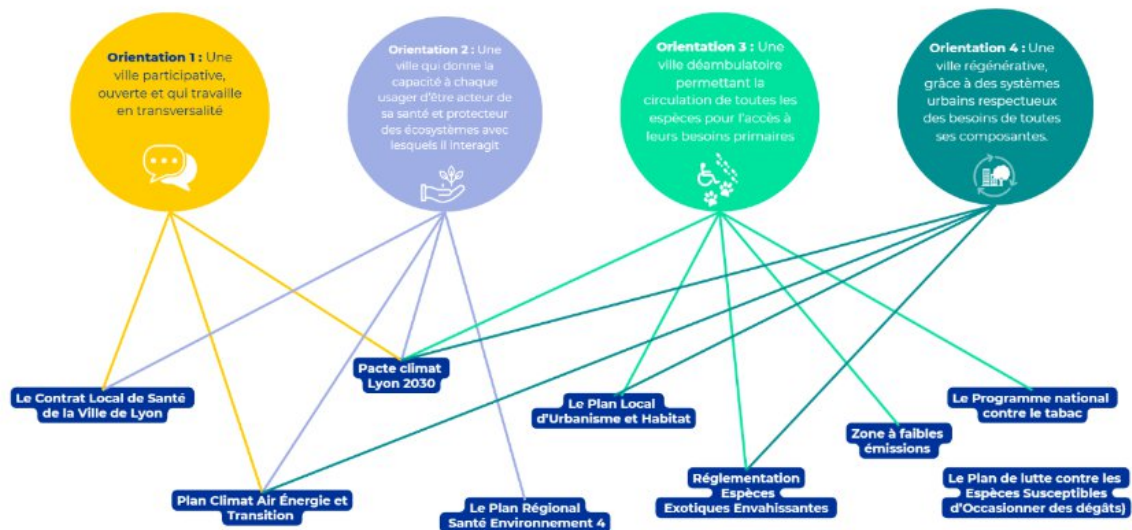 Orientation 1 : Une
ville participative,
ouverte et qui travaille
en transversalité
Orientation 2 : Une
ville qui donne la
capacité à chaque
usager d'être acteur de
sa santé et protecteur
des écosystèmes avec
lesquels il interagit
Orientation 3 : Une
ville déambulatoire
permettant la
circulation de toutes les
espèces pour l'accès à
leurs besoins primaires
Orientation 4 : Une
ville régénérative,
grâce à des systèmes
urbains respectueux
des besoins de toutes
ses composantes.
Le Contrat Local de Santé
de la Ville de Lyon
Pacte climat
Lyon 2030
Le Plan Local
d'Urbanisme et Habitat
Le Programme national
contre le tabac
Zone à faibles
émissions
Plan Climat Air Énergie et
Transition
Le Plan Régional
Santé Environnement 4
Réglementation
Espèces
Exotiques Envahissantes
Le Plan de lutte contre les
Espèces Susceptibles
d'Occasionner des dégâts)